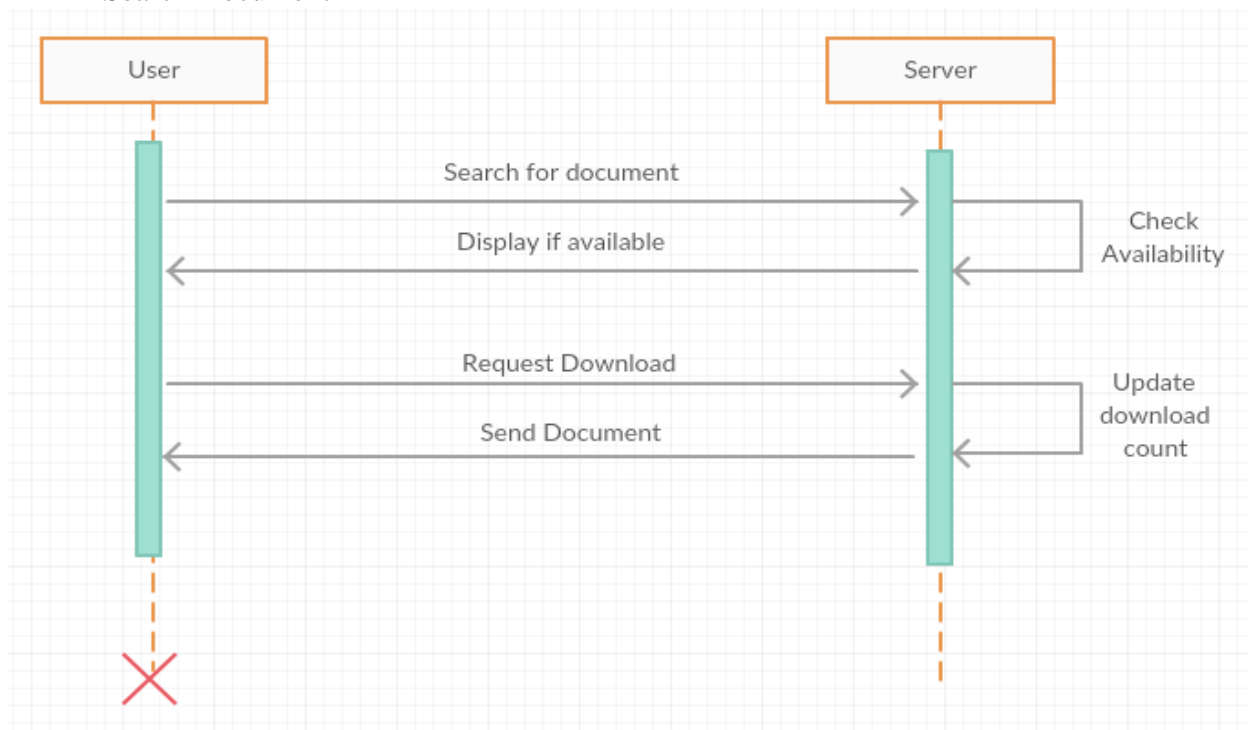 User
Server
Search for document
Display if available
Check
Availability
Request Download
Send Document
Update
download
count